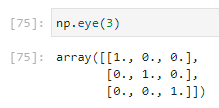 [75]: np.eye(3)
[75]: array([[1., 0., 0.],
[0., 1., 0.],
[0., 0., 1.]])